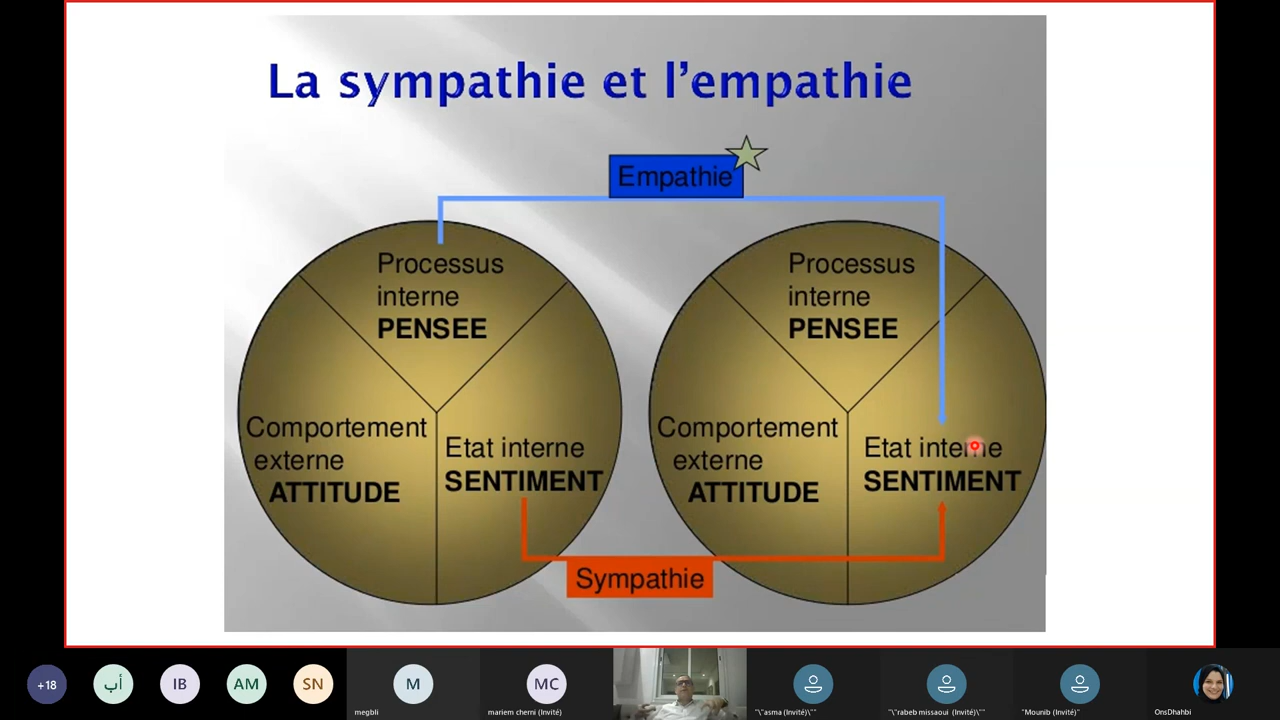 La sympathie et l'empathie
Empathie
Processus
interne
PENSEE
Comportement
externe
ATTITUDE
Etat interne
SENTIMENT
Processus
interne
PENSEE
Comportement
externe
ATTITUDE
Etat interne
SENTIMENT
Sympathie
+18
أب
IB
AM
SN
M
megbli
MC
mariem cherni (Invité)
"\"asma (Invité)\""
"\"rabeb missaoui (Invité)\""
"Mounib (Invité)"
OnsDhahbi